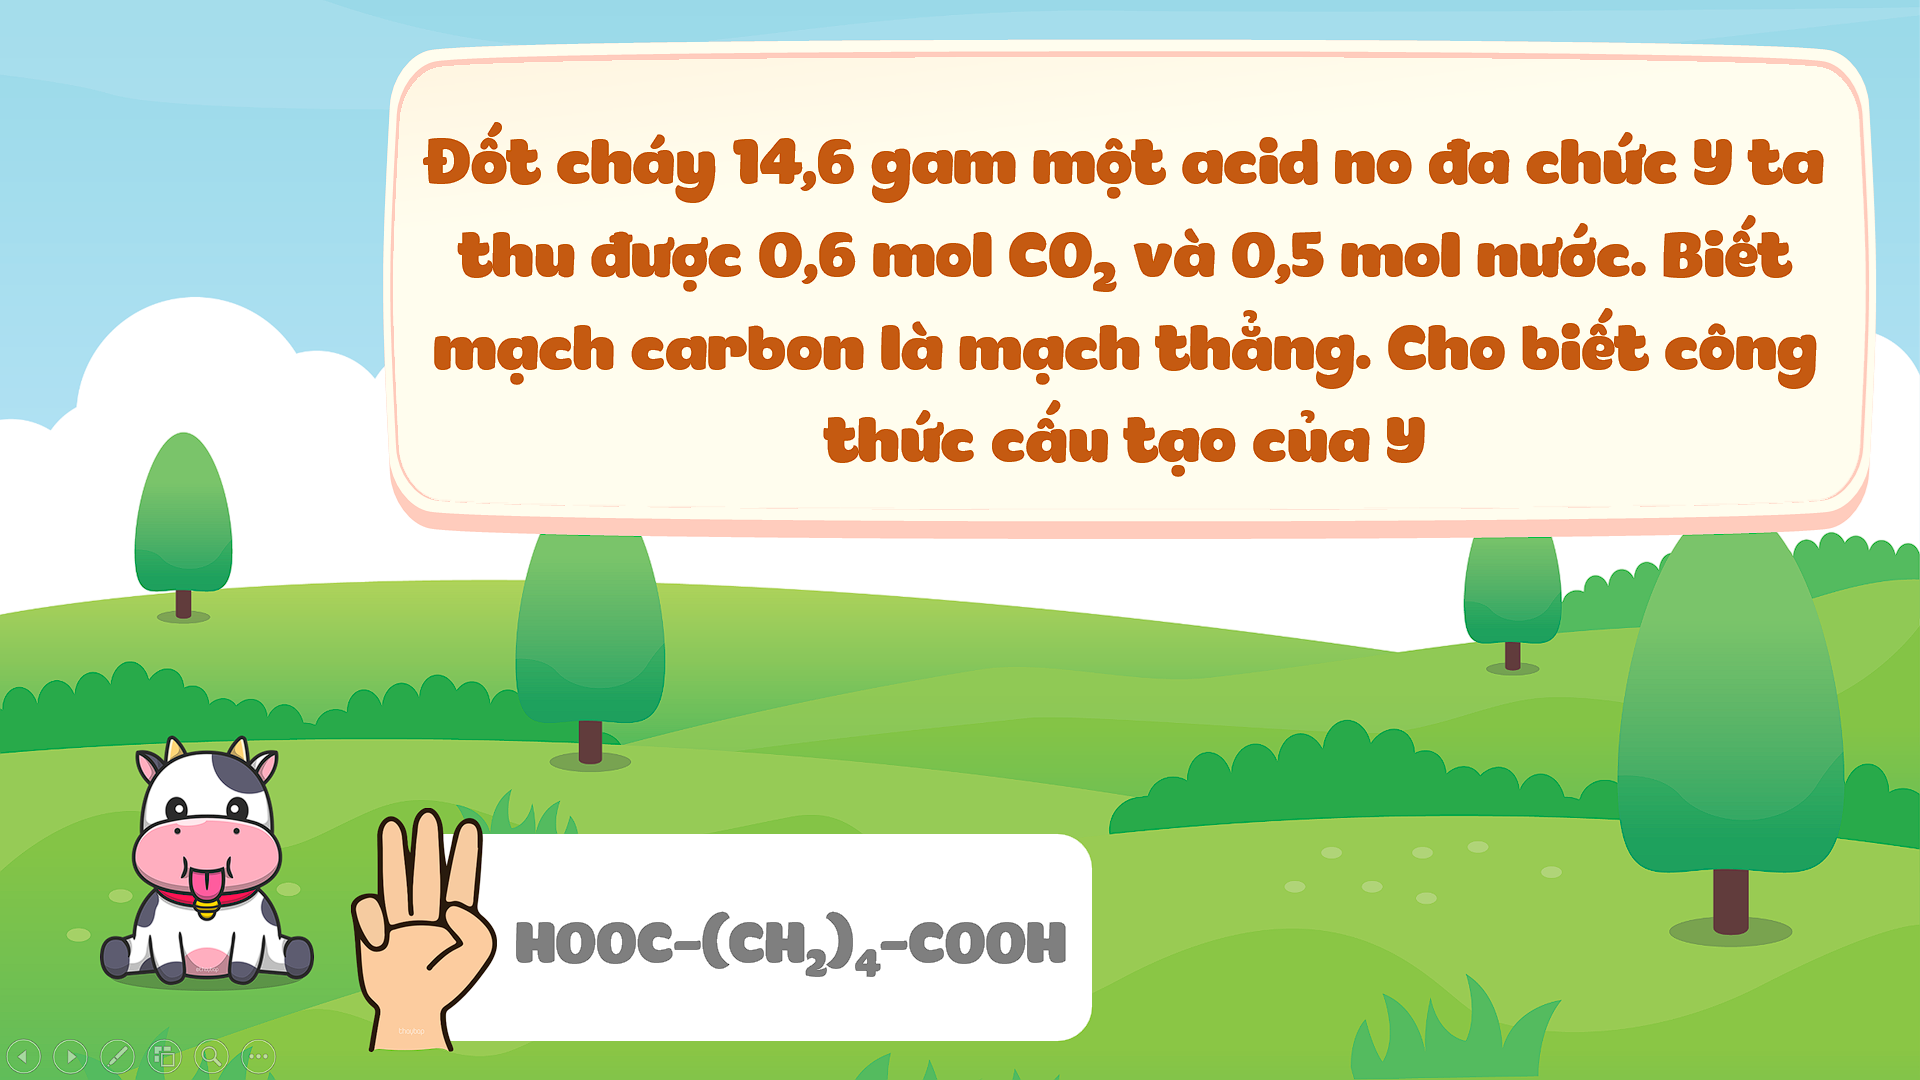 Đốt cháy 14,6 gam một acid no đa chức Y ta
thu được 0,6 mol CO₂ và 0,5 mol nước. Biết
mạch carbon là mạch thẳng. Cho biết công
thức cấu tạo của Y
HOOC-(CH₂)₄-COOH